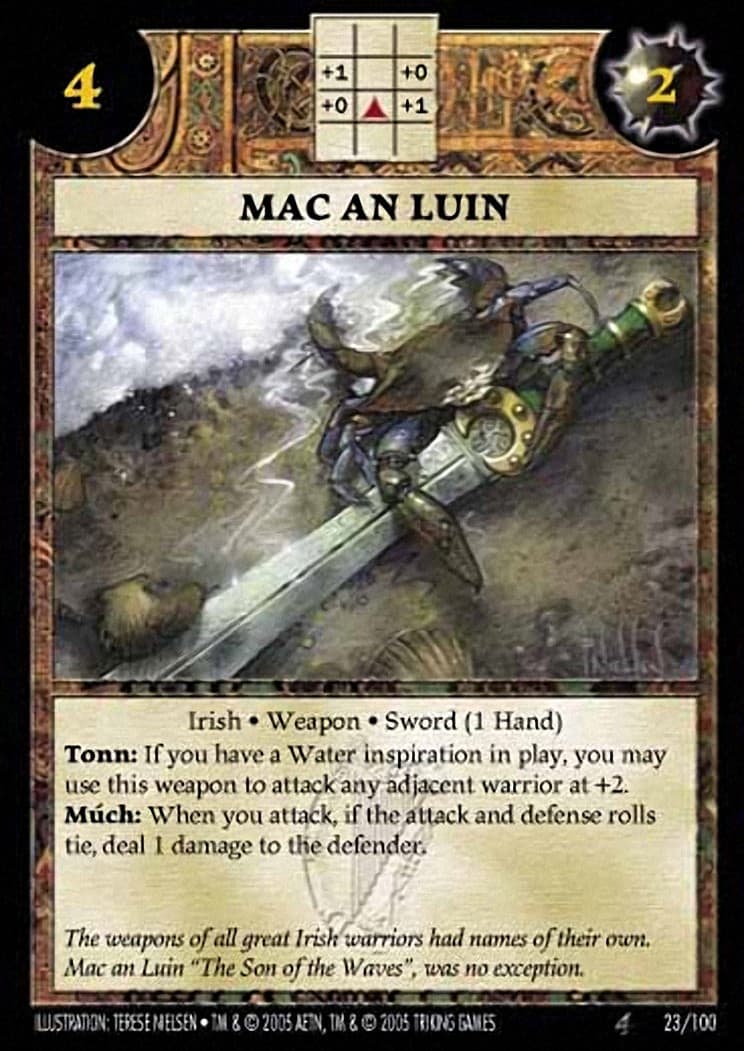 4
+1 +0
+0 +1
2
MAC AN LUIN
Irish • Weapon • Sword (1 Hand)
Tonn: If you have a Water inspiration in play, you may
use this weapon to attack any adjacent warrior at +2.
Múch: When you attack, if the attack and defense rolls
tie, deal 1 damage to the defender.
The weapons of all great Irish warriors had names of their own.
Mac an Luin “The Son of the Waves”, was no exception.
ILLUSTRATION: TERESE NIELSEN • TM & © 2005 AETN, TM & © 2005 TRIKING GAMES 4 23/100